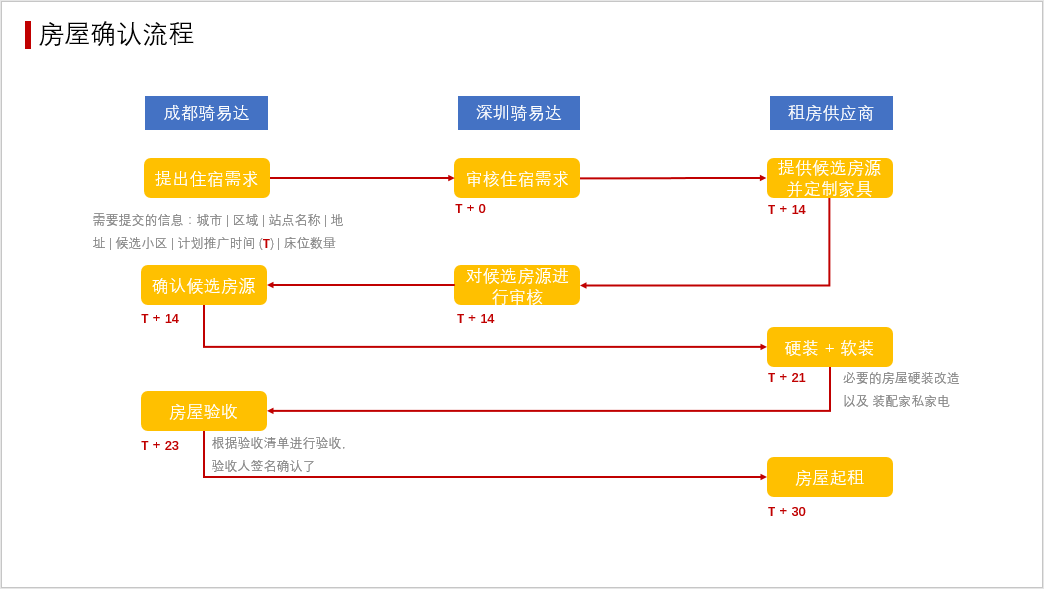 房屋确认流程
成都骑易达
深圳骑易达
租房供应商
提出住宿需求
审核住宿需求
提供候选房源
并定制家具
T + 0
T + 14
需要提交的信息：城市 | 区域 | 站点名称 | 地
址 | 候选小区 | 计划推广时间 (T) | 床位数量
确认候选房源
对候选房源进
行审核
T + 14
T + 14
硬装 + 软装
T + 21
必要的房屋硬装改造
以及 装配家私家电
房屋验收
T + 23
根据验收清单进行验收,
验收人签名确认了
房屋起租
T + 30